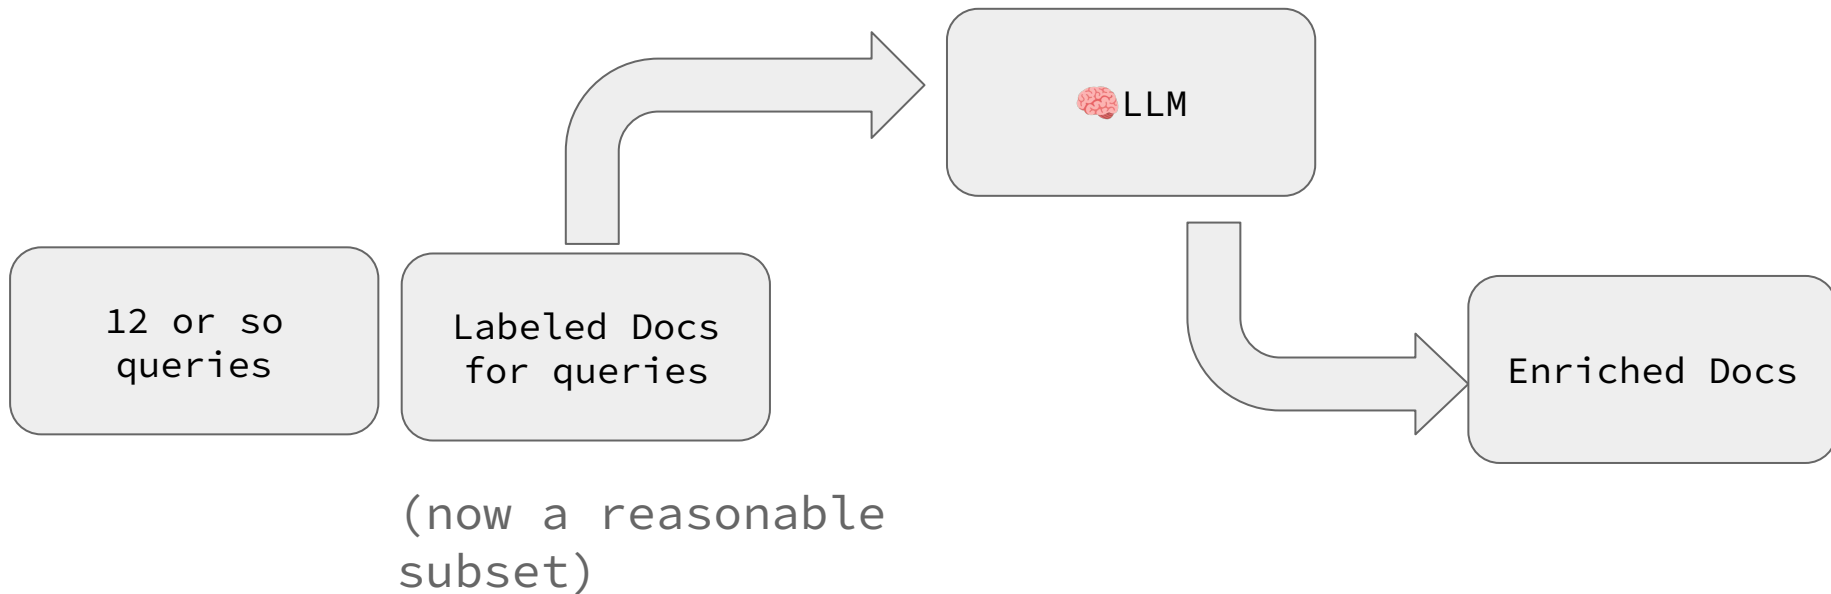 🧠LLM
12 or so
queries
Labeled Docs
for queries
Enriched Docs
(now a reasonable
subset)